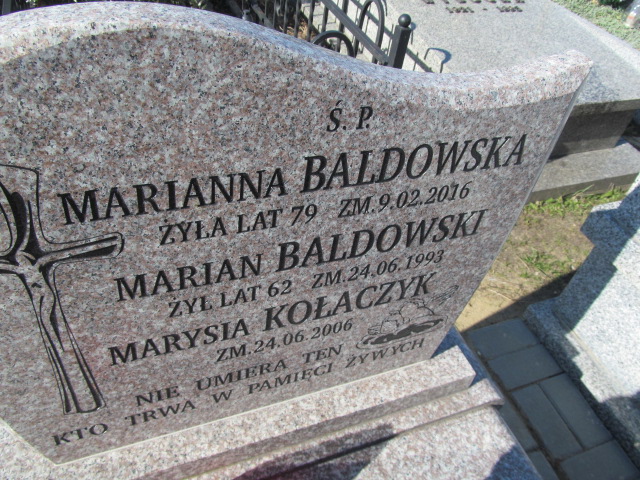 Ś. P.
MARIANNA BALDOWSKA
ŻYŁA LAT 79 ZM. 9.02.2016
MARIAN BALDOWSKI
ŻYŁ LAT 62 ZM. 24.06.1993
MARYSIA KOŁACZYK
ZM. 24.06.2006
NIE UMIERA TEN
KTO TRWA W PAMIĘCI ŻYWYCH